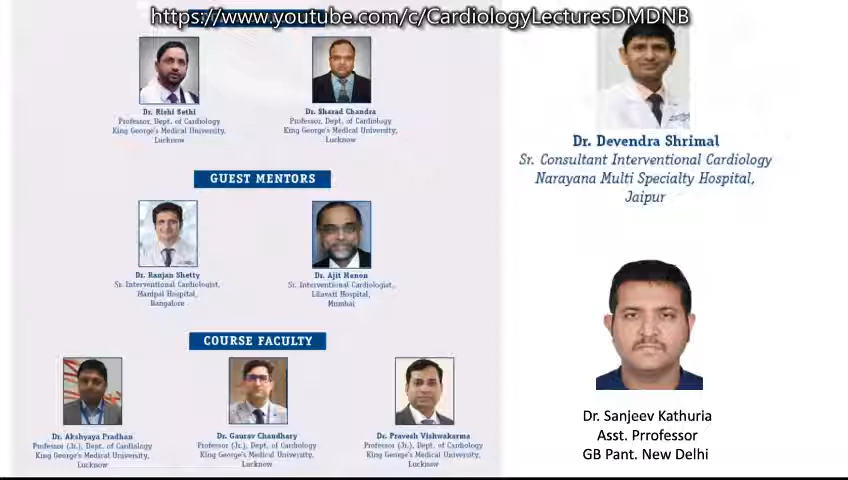 https://www.youtube.com/c/CardiologyLecturesDMDNB
Dr. Rishi Sethi
Professor, Dept. of Cardiology
King George's Medical University,
Lucknow
Dr. Sharad Chandra
Professor, Dept. of Cardiology
King George's Medical University,
Lucknow
GUEST MENTORS
Dr. Ranjan Shetty
Sr. Interventional Cardiologist,
Manipal Hospital,
Bangalore
Dr. Ajit Menon
Sr. Interventional Cardiologist,
Lilavati Hospital,
Mumbai
COURSE FACULTY
Dr. Akshyaya Pradhan
Professor (Jr.), Dept. of Cardiology
King George's Medical University,
Lucknow
Dr. Gaurav Chaudhary
Professor (Jr.), Dept. of Cardiology
King George's Medical University,
Lucknow
Dr. Pravesh Vishwakarma
Professor (Jr.), Dept. of Cardiology
King George's Medical University,
Lucknow
Dr. Devendra Shrimal
Sr. Consultant Interventional Cardiology
Narayana Multi Specialty Hospital,
Jaipur
Dr. Sanjeev Kathuria
Asst. Prrofessor
GB Pant. New Delhi